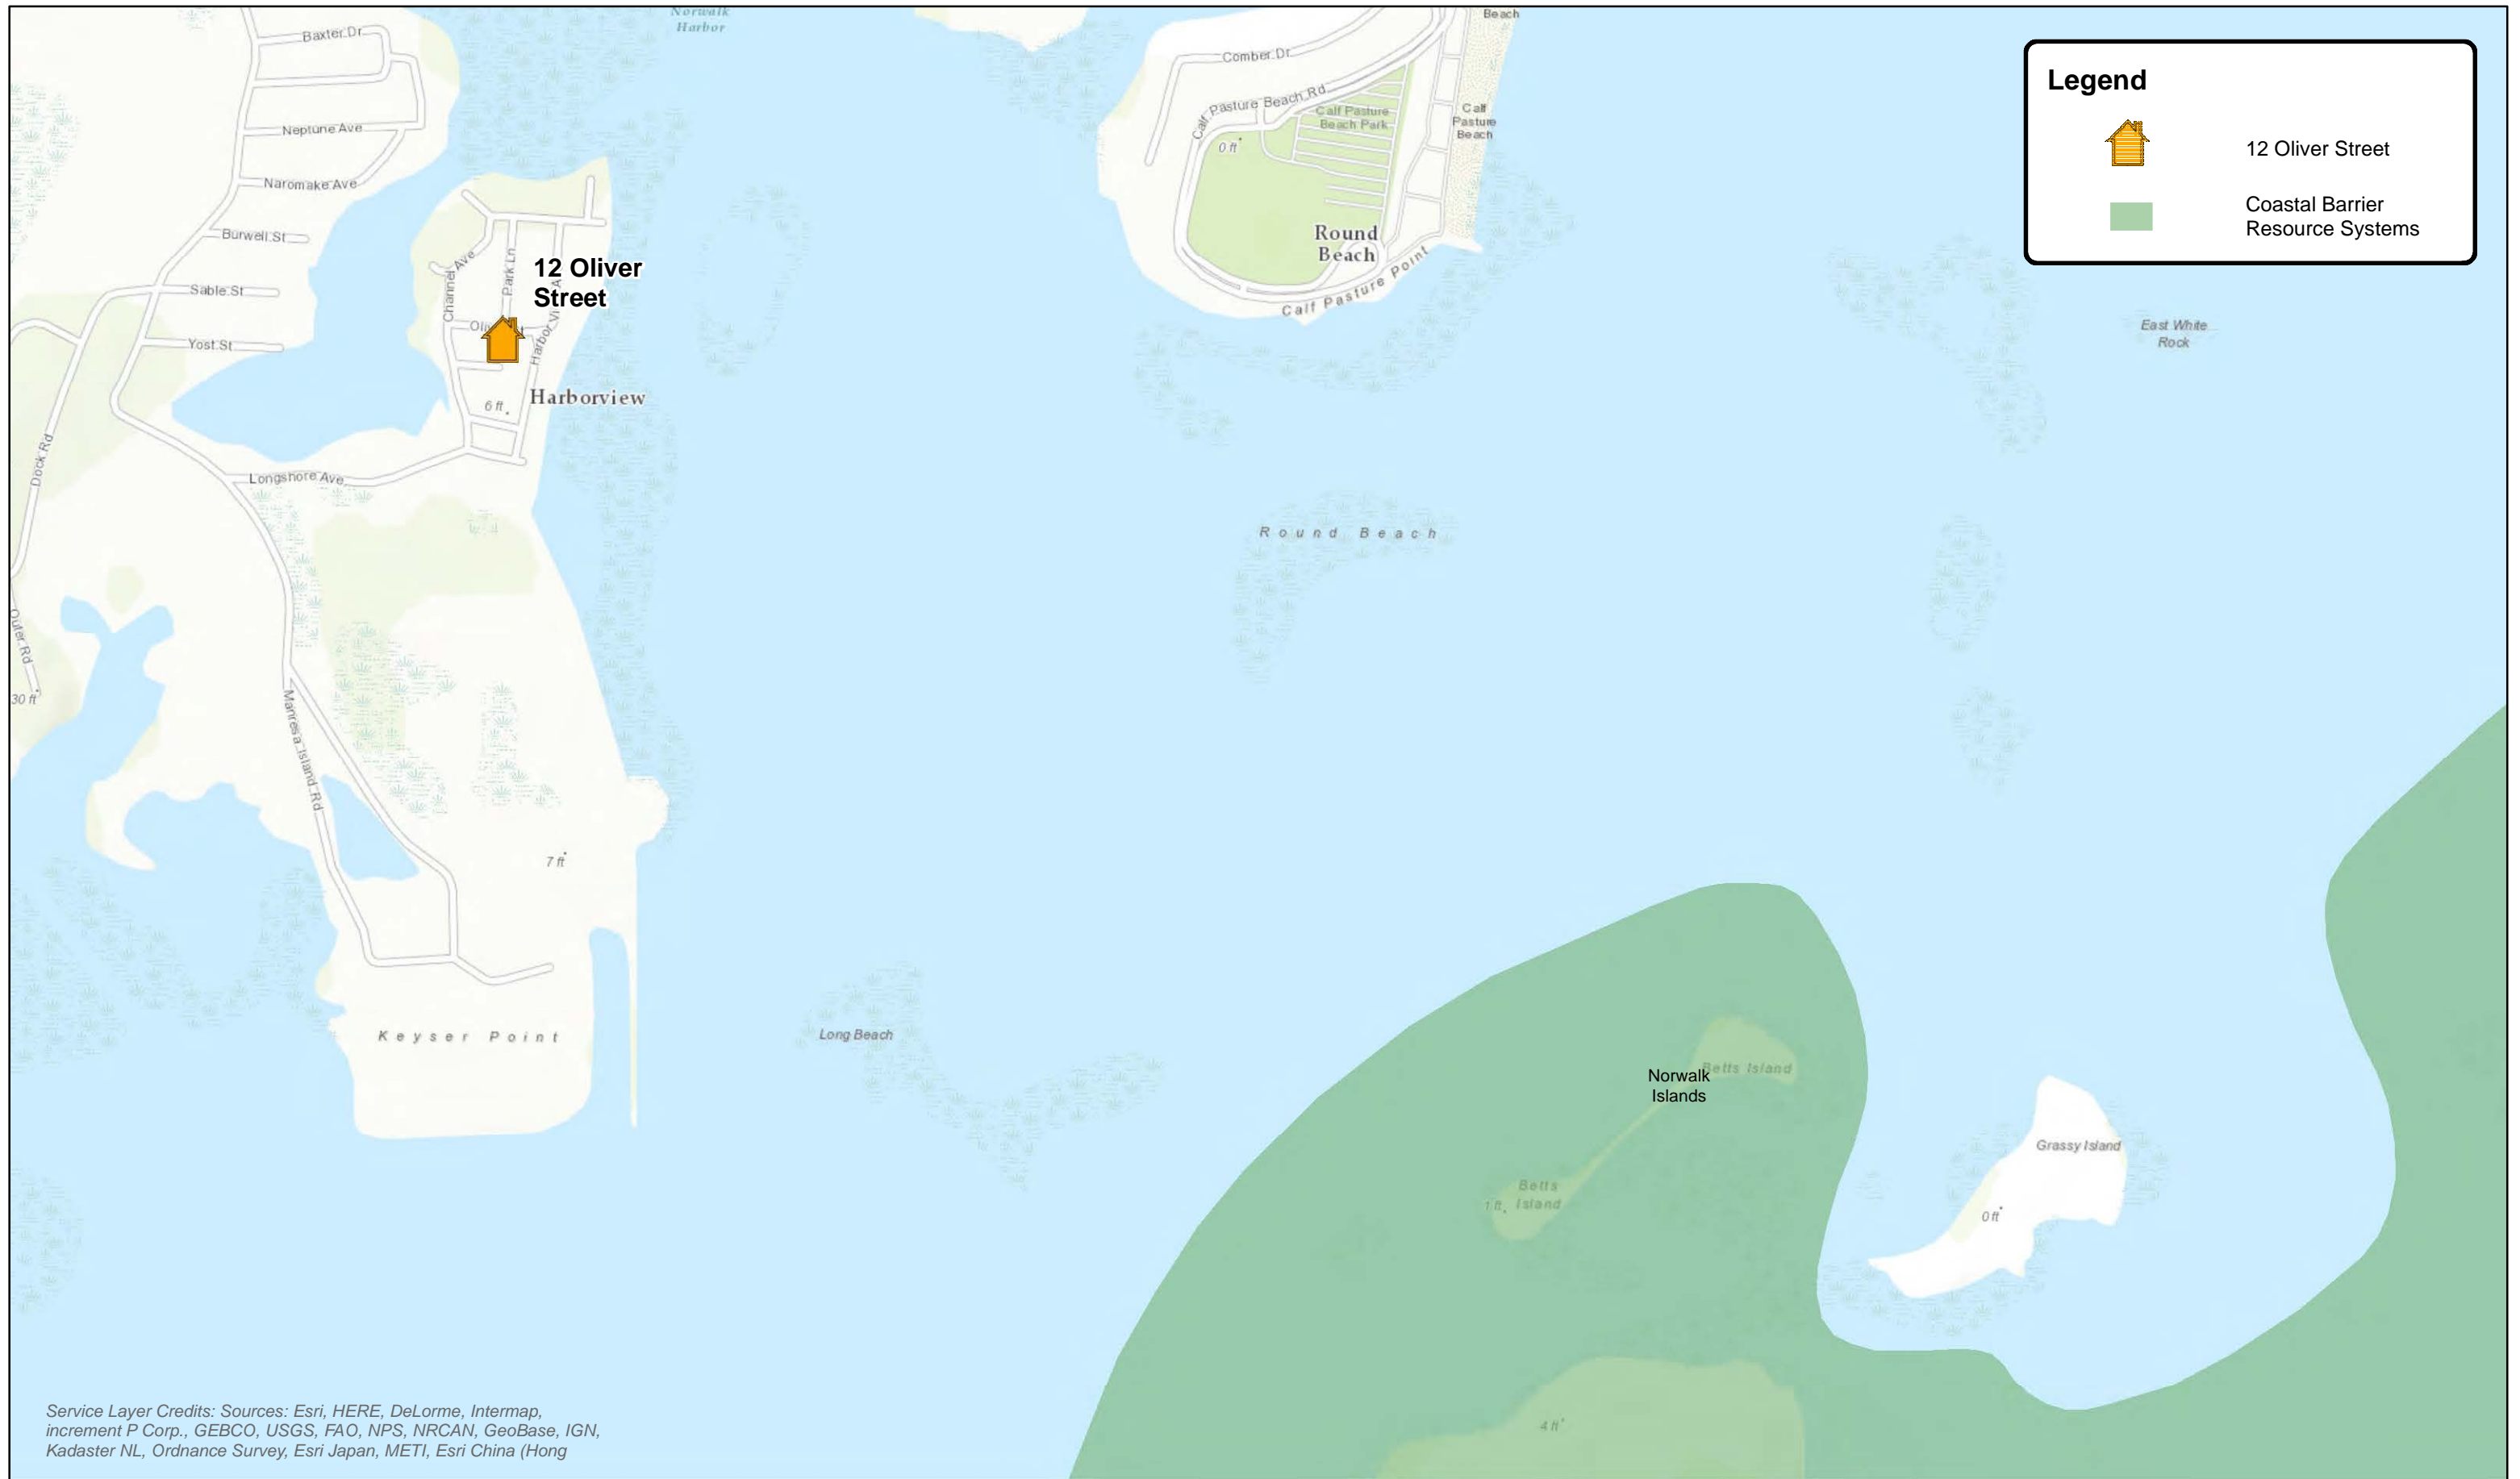 Norwalk
Harbor
Beach
Baxter Dr
Comber Dr
Calf Pasture Beach Rd
Calf Pasture
Beach Park
Calf
Pasture
Beach
0 ft
Neptune Ave
Naromake Ave
Burwell St
Round
Beach
Calf Pasture Point
Channel Ave
Park Ln
12 Oliver
Street
Sable St
Yost St
Harborview
6 ft
Dock Rd
Longshore Ave
Legend
12 Oliver Street
Coastal Barrier
Resource Systems
East White
Rock
Round Beach
Outer Rd
30 ft
Manresa Island Rd
7 ft
Keyser Point
Long Beach
Norwalk
Islands
Betts Island
Betts
Island
1 ft
Grassy Island
0 ft
4 ft
Service Layer Credits: Sources: Esri, HERE, DeLorme, Intermap,
increment P Corp., GEBCO, USGS, FAO, NPS, NRCAN, GeoBase, IGN,
Kadaster NL, Ordnance Survey, Esri Japan, METI, Esri China (Hong